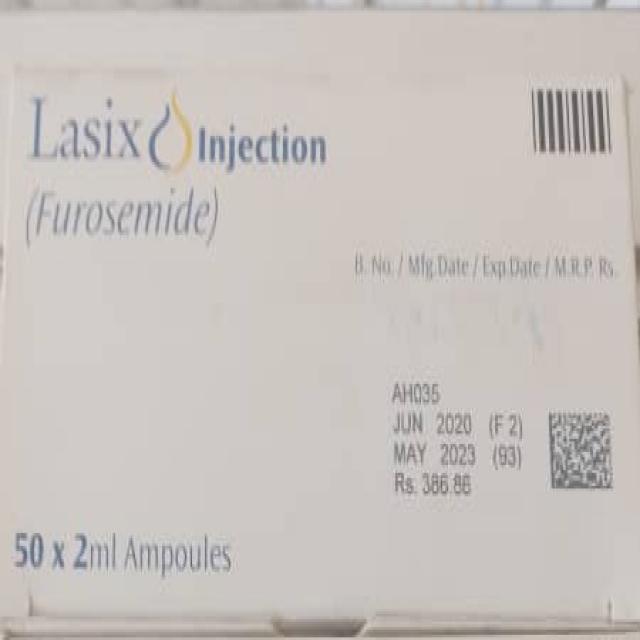 Lasix Injection
(Furosemide)
B. No. / Mfg.Date / Exp.Date / M.R.P. Rs.
AH035
JUN 2020 (F 2)
MAY 2023 (93)
Rs. 386.86
50 x 2ml Ampoules